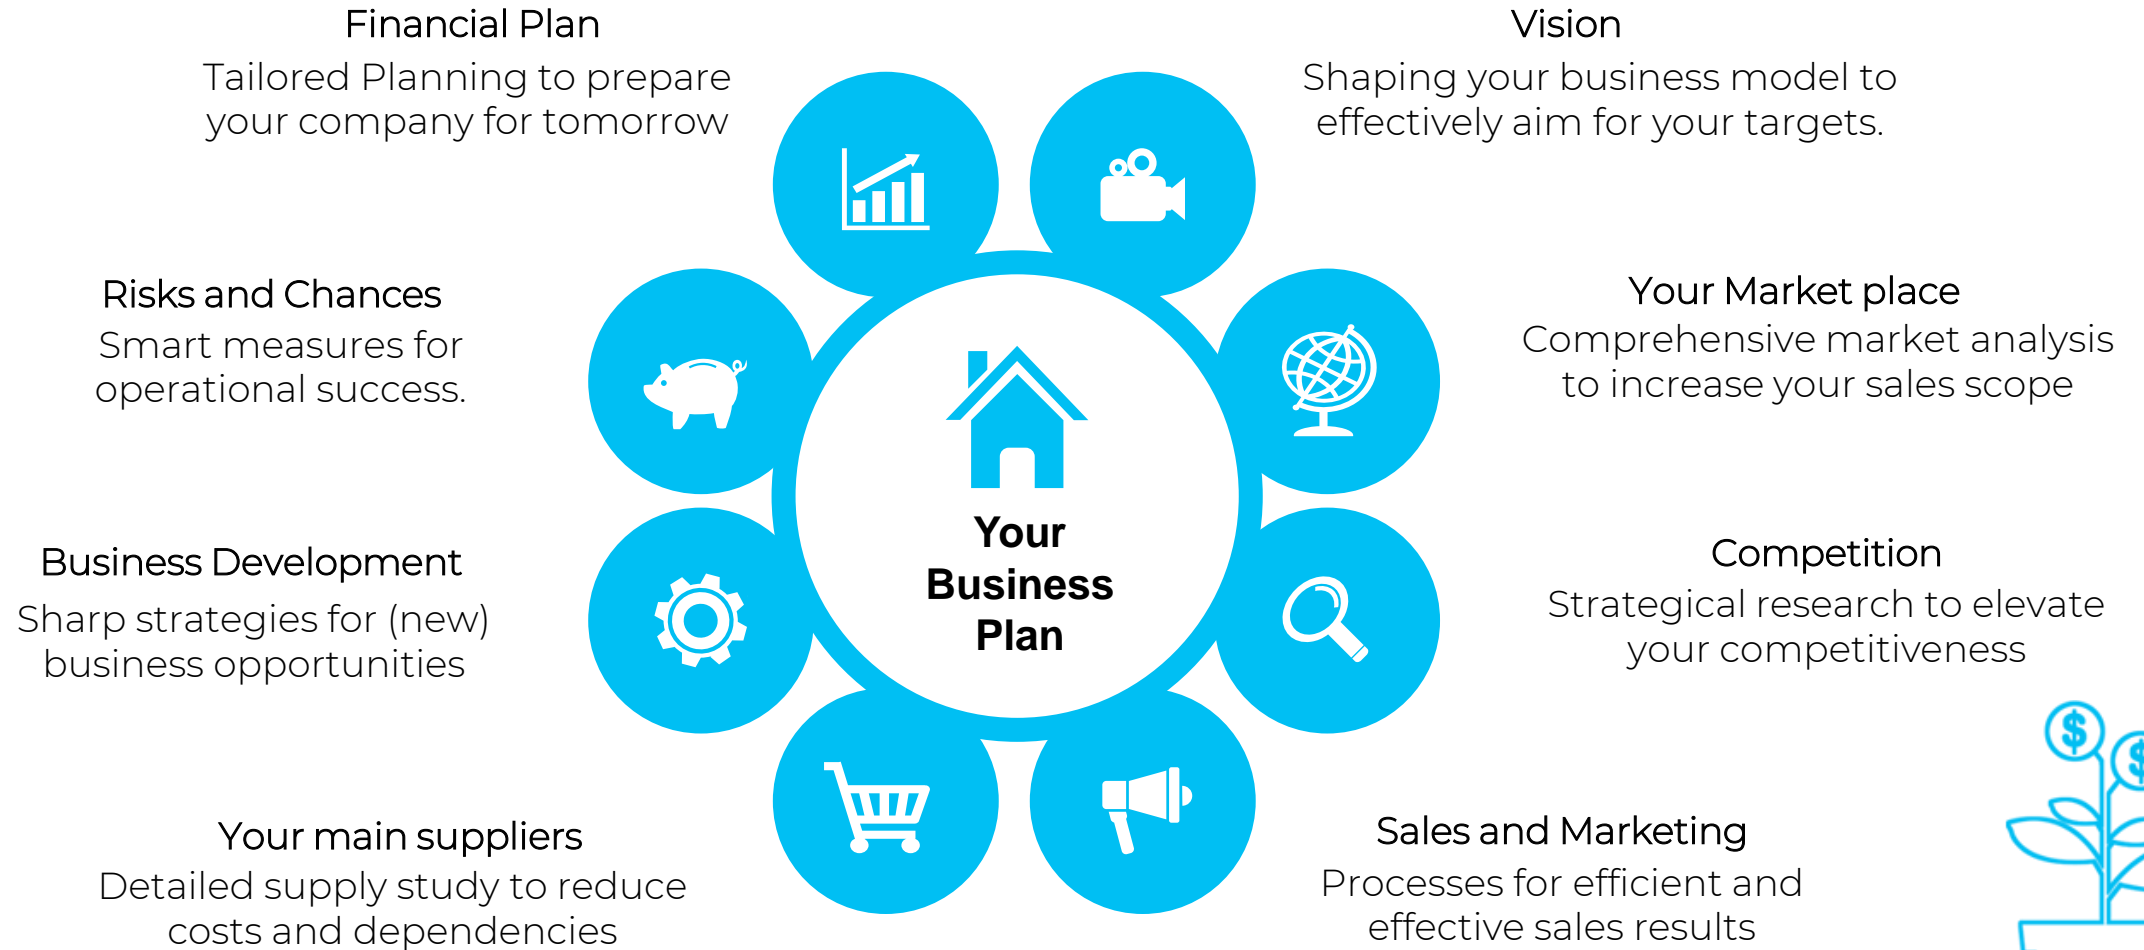 Financial Plan
Tailored Planning to prepare
your company for tomorrow
Vision
Shaping your business model to
effectively aim for your targets.
Risks and Chances
Smart measures for
operational success.
Your Market place
Comprehensive market analysis
to increase your sales scope
Your
Business
Plan
Business Development
Sharp strategies for (new)
business opportunities
Competition
Strategical research to elevate
your competitiveness
Your main suppliers
Detailed supply study to reduce
costs and dependencies
Sales and Marketing
Processes for efficient and
effective sales results
$
$